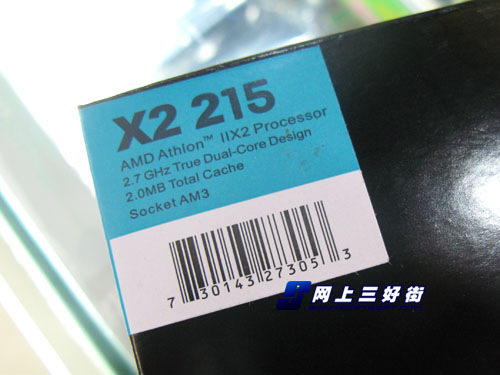 X2 215
AMD Athlon™ IIX2 Processor
2.7 GHz True Dual-Core Design
2.0MB Total Cache
Socket AM3
7 30143 27305 3
网上三好街